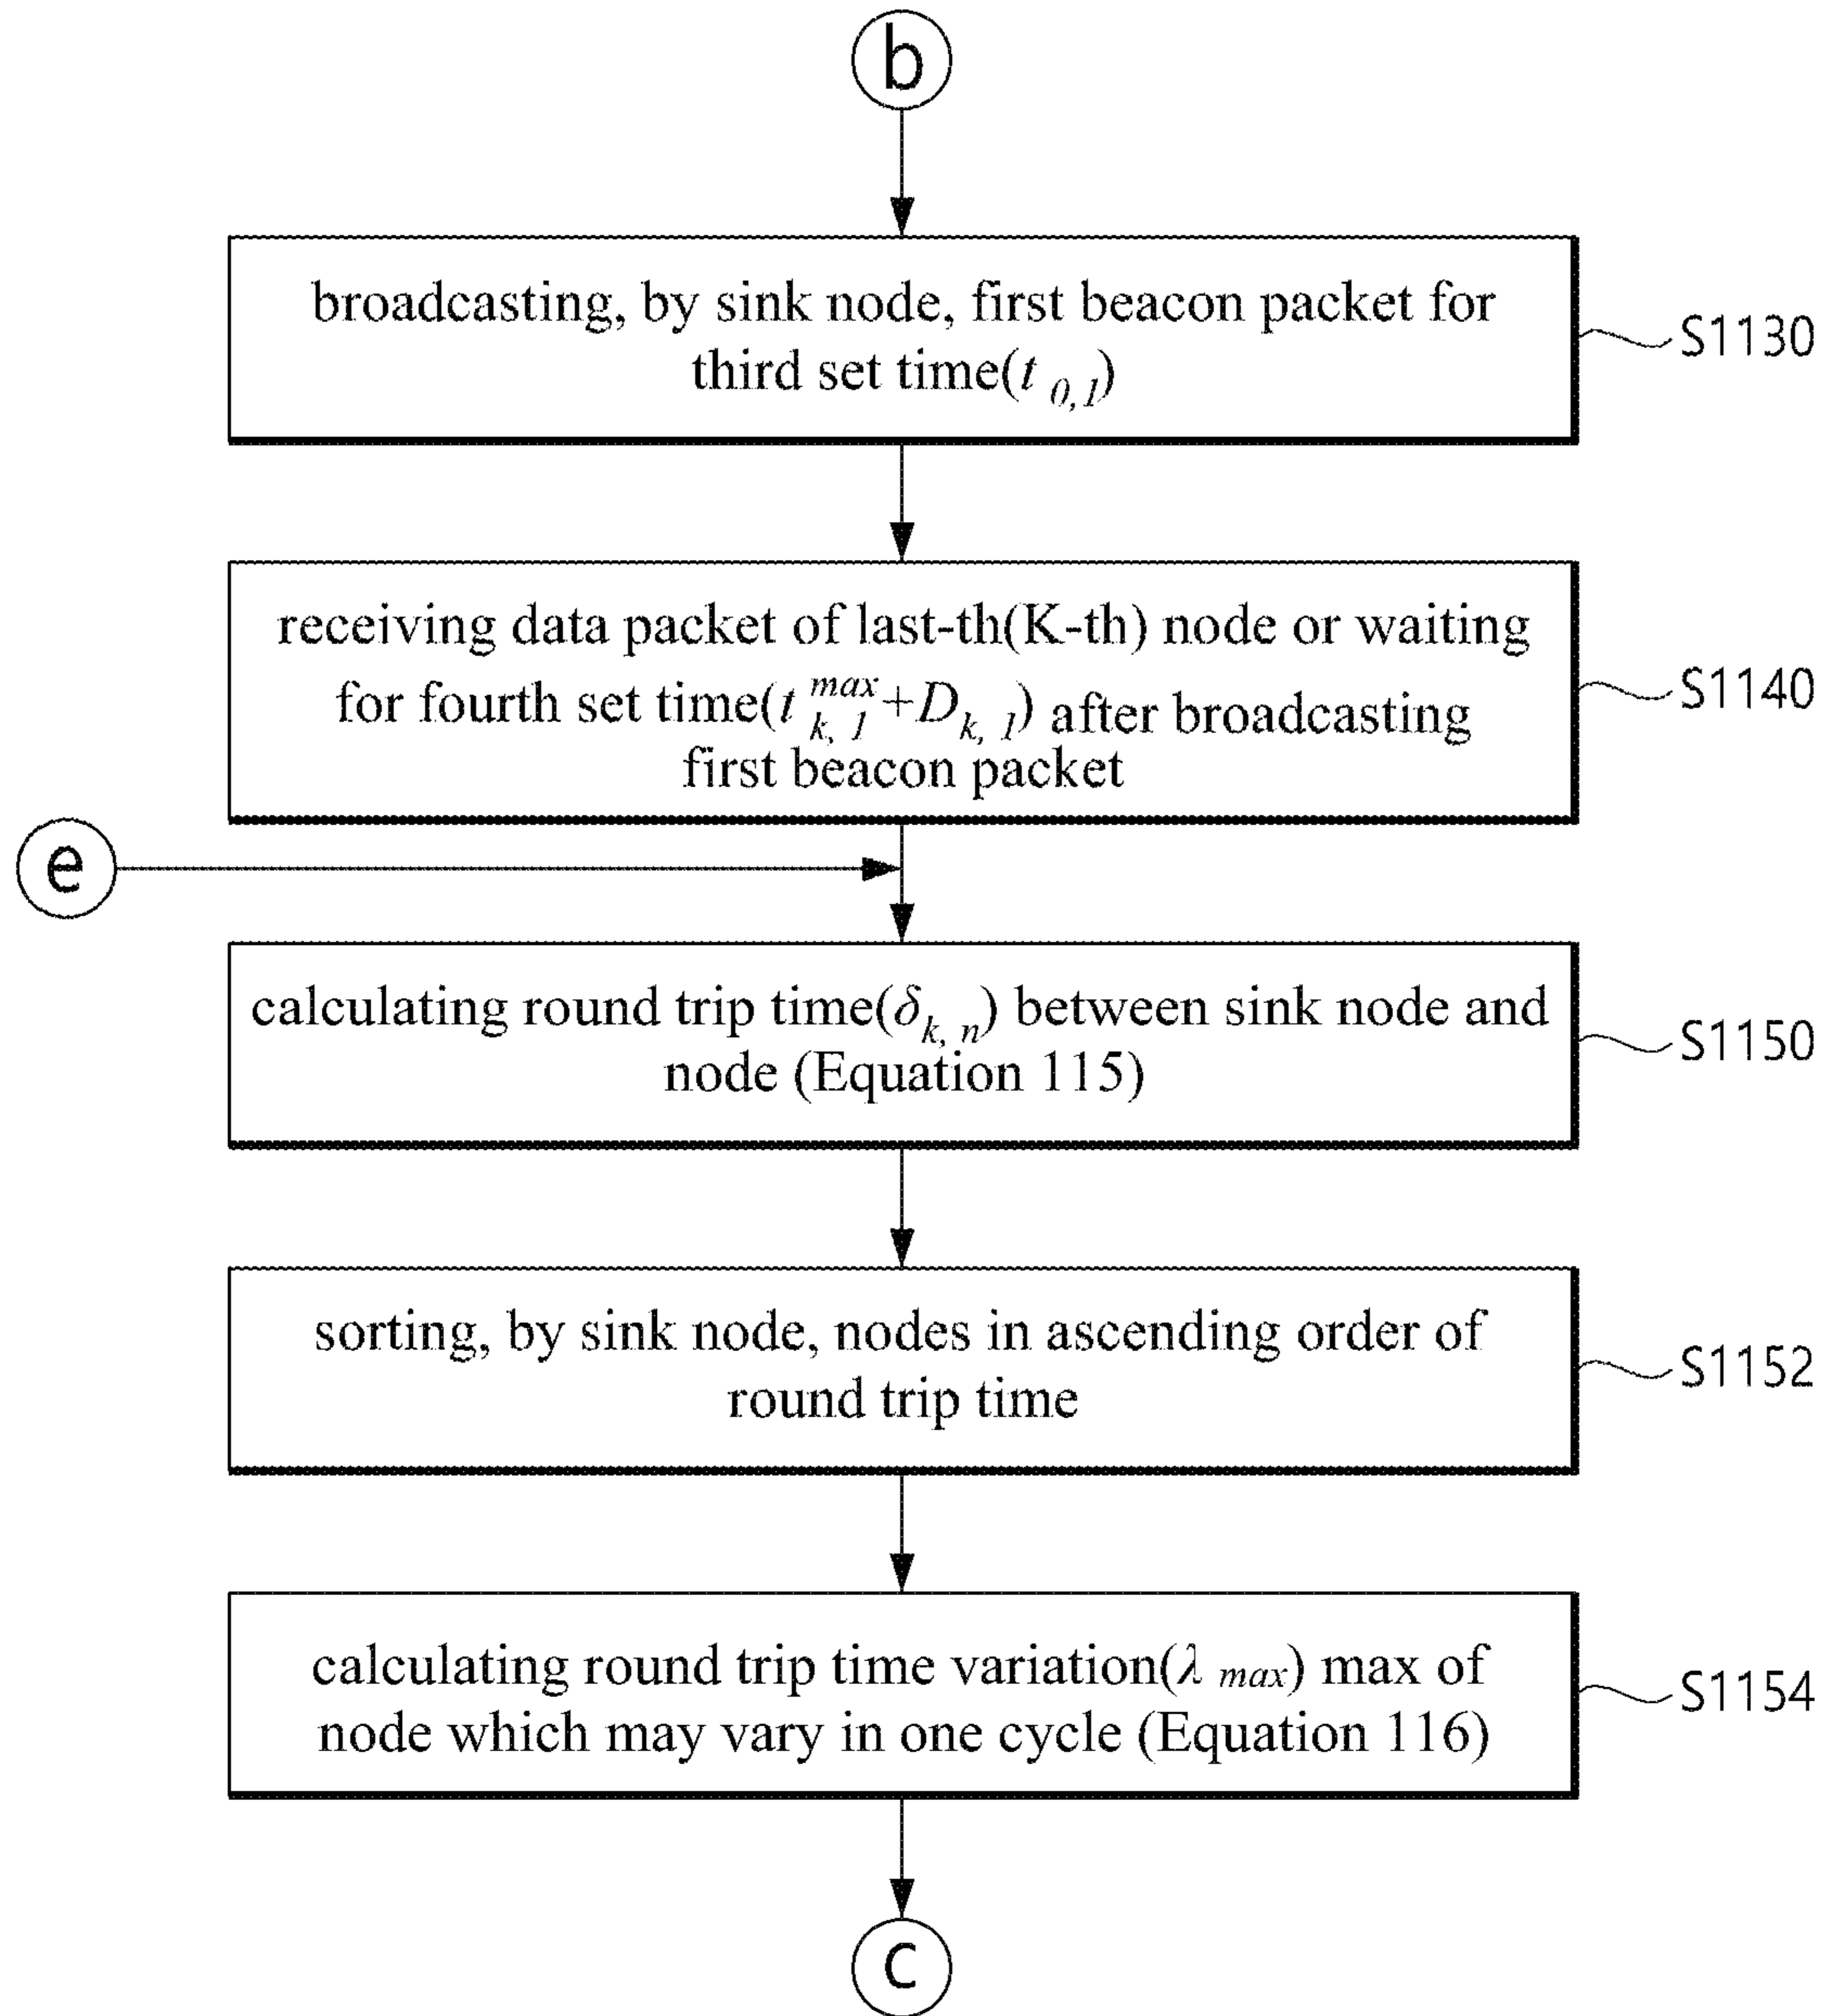 b
broadcasting, by sink node, first beacon packet for
third set time(t 0,1)
S1130
receiving data packet of last-th(K-th) node or waiting
for fourth set time(t k, 1 max+D k, 1) after broadcasting
first beacon packet
S1140
e
calculating round trip time(δ k, n) between sink node and
node (Equation 115)
S1150
sorting, by sink node, nodes in ascending order of
round trip time
S1152
calculating round trip time variation(λ max) max of
node which may vary in one cycle (Equation 116)
S1154
c